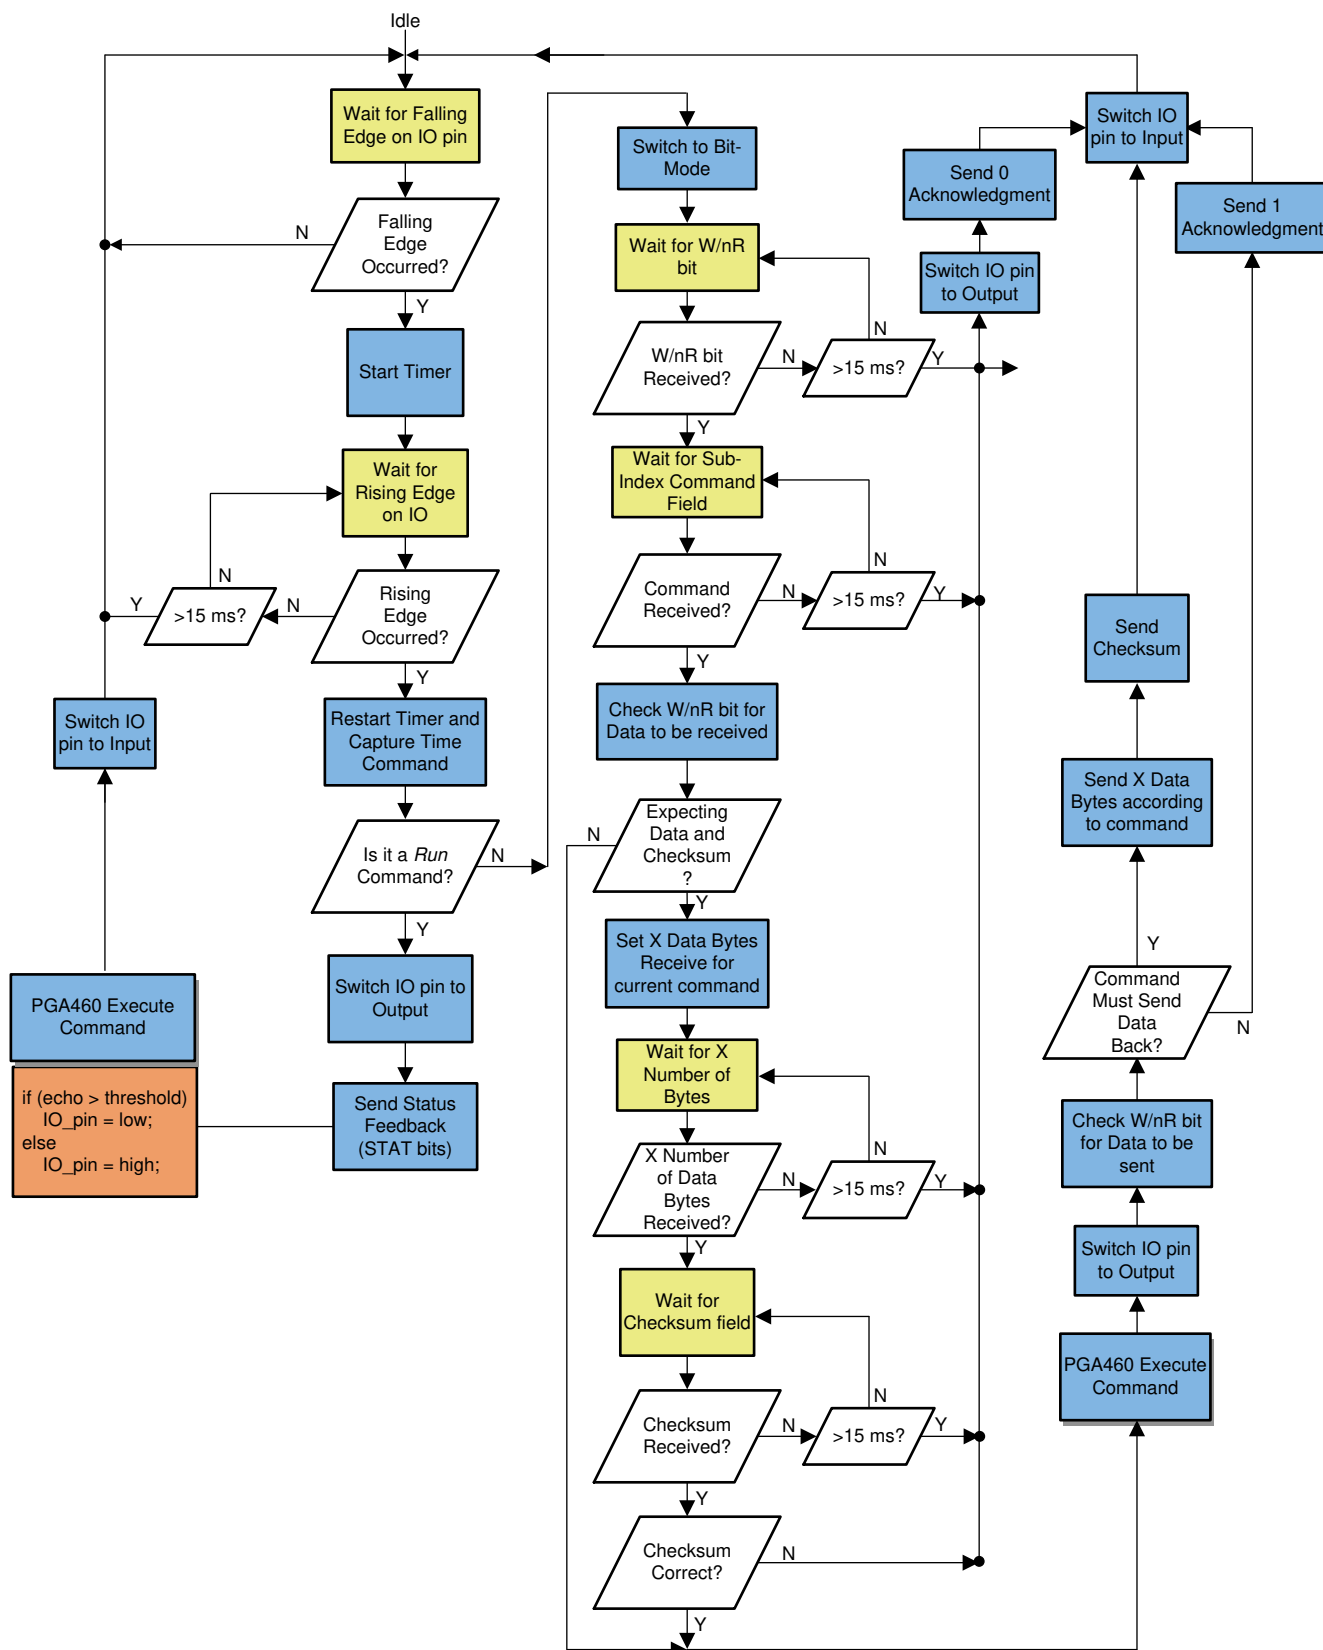 Idle
Wait for Falling
Edge on IO pin
Falling
Edge
Occurred?
N
Y
Start Timer
Wait for
Rising Edge
on IO
N
Y
>15 ms?
N
Rising
Edge
Occurred?
Y
Switch IO
pin to Input
Restart Timer and
Capture Time
Command
Is it a Run
Command?
N
Y
PGA460 Execute
Command
Switch IO pin to
Output
if (echo > threshold)
IO_pin = low;
else
IO_pin = high;
Send Status
Feedback
(STAT bits)
Switch to Bit-
Mode
Wait for W/nR
bit
N
W/nR bit
Received?
N
>15 ms?
Y
Y
Wait for Sub-
Index Command
Field
N
Command
Received?
N
>15 ms?
Y
Y
Check W/nR bit for
Data to be received
N
Expecting
Data and
Checksum
?
Y
Set X Data Bytes
Receive for
current command
Wait for X
Number of
Bytes
N
X Number
of Data
Bytes
Received?
N
>15 ms?
Y
Y
Wait for
Checksum field
N
Checksum
Received?
N
>15 ms?
Y
Y
Checksum
Correct?
N
Y
Send 0
Acknowledgment
Switch IO pin
to Output
Switch IO
pin to Input
Send 1
Acknowledgment
Send
Checksum
Send X Data
Bytes according
to command
Y
Command
Must Send
Data
Back?
N
Check W/nR bit
for Data to be
sent
Switch IO pin
to Output
PGA460 Execute
Command